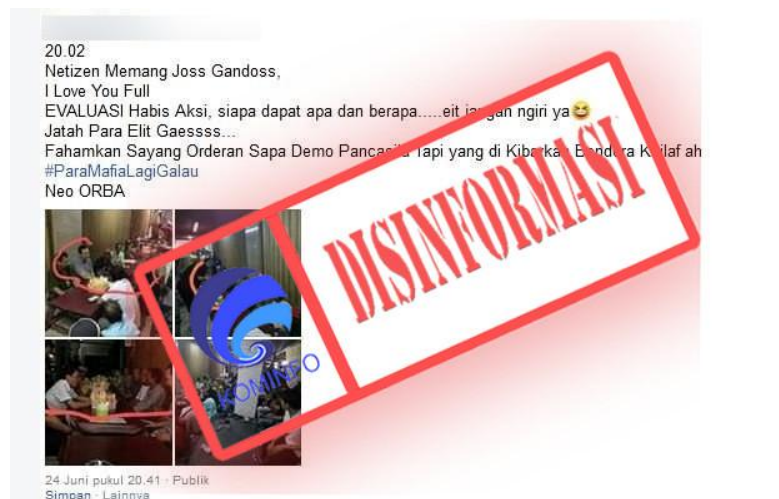 20.02
Netizen Memang Joss Gandoss,
I Love You Full
EVALUASI Habis Aksi, siapa dapat apa dan berapa.....eit jangan ngiri ya😆
Jatah Para Elit Gaessss...
Fahamkan Sayang Orderan Sapa Demo Pancasila Tapi yang di Kibarkan Bendera Khilaf ah
#ParaMafiaLagiGalau
Neo ORBA
DISINFORMASI
KOMINFO
24 Juni pukul 20.41 · Publik
Simpan · Lainnya